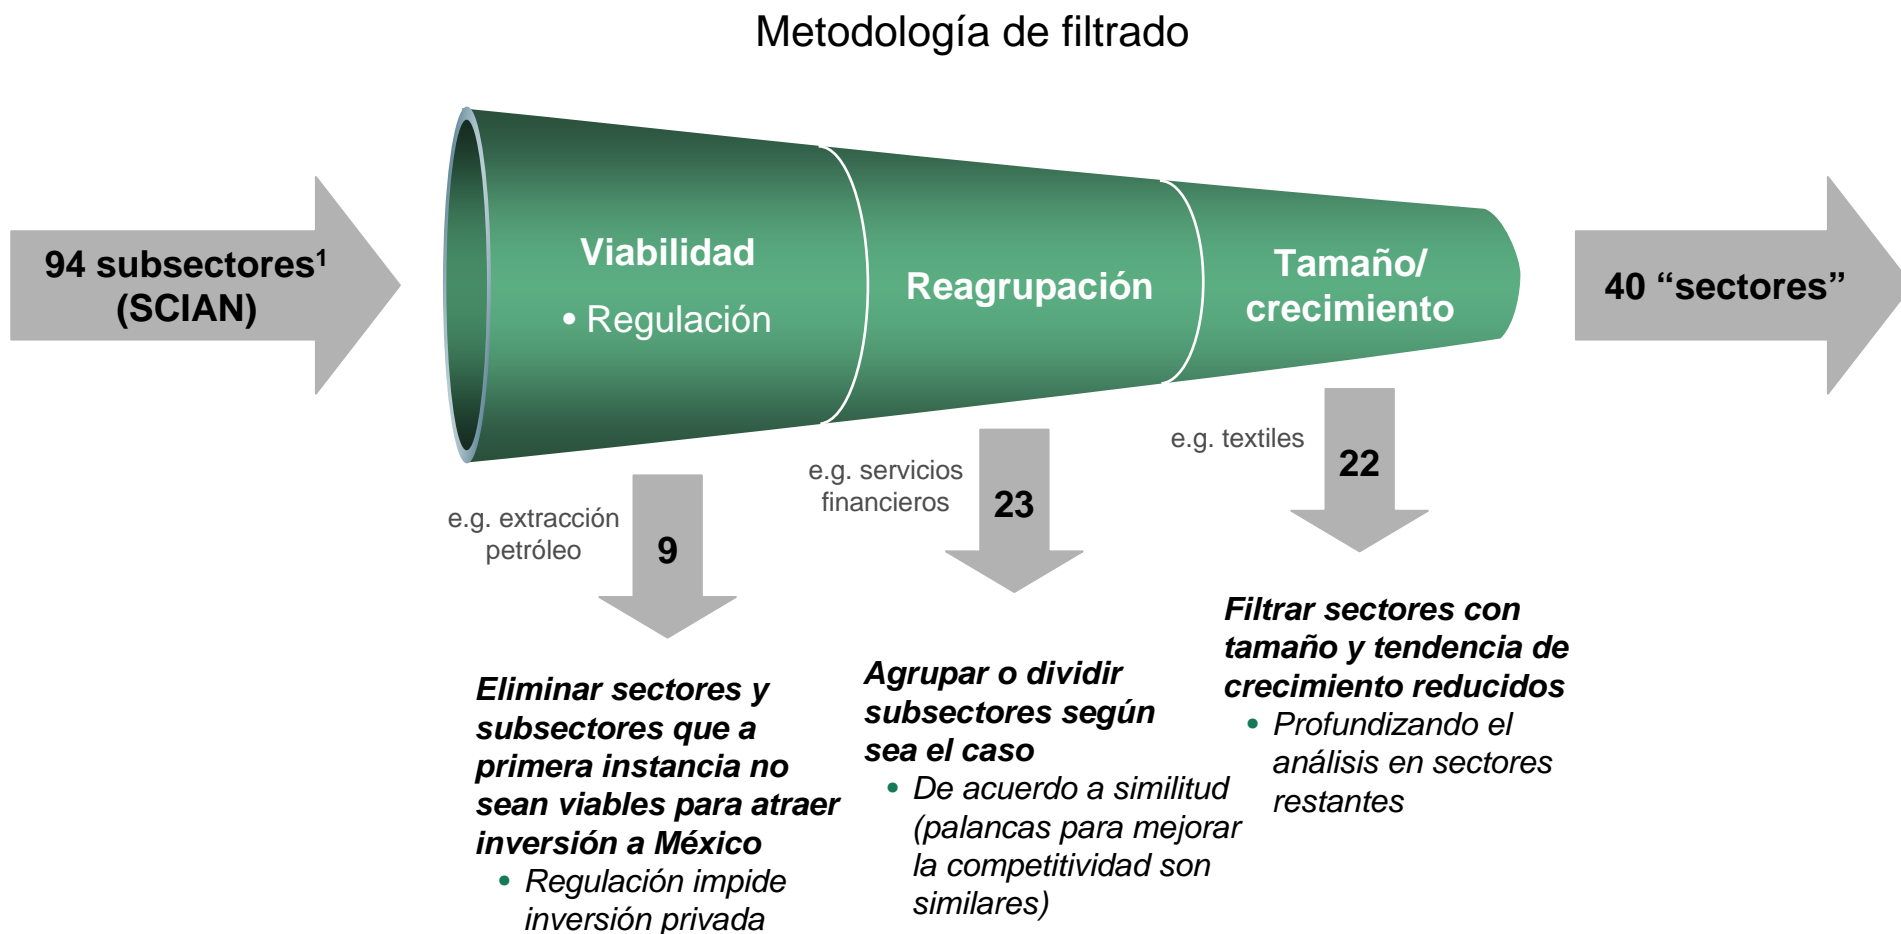 Metodología de filtrado
94 subsectores¹
(SCIAN)
Viabilidad
• Regulación
Reagrupación
Tamaño/
crecimiento
40 “sectores”
e.g. extracción
petróleo
9
e.g. servicios
financieros
23
e.g. textiles
22
Eliminar sectores y
subsectores que a
primera instancia no
sean viables para atraer
inversión a México
• Regulación impide
inversión privada
Agrupar o dividir
subsectores según
sea el caso
• De acuerdo a similitud
(palancas para mejorar
la competitividad son
similares)
Filtrar sectores con
tamaño y tendencia de
crecimiento reducidos
• Profundizando el
análisis en sectores
restantes